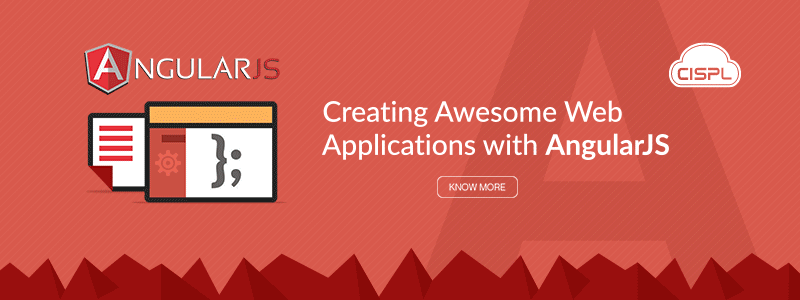 ANGULARJS
CISPL
Creating Awesome Web
Applications with AngularJS
};
KNOW MORE